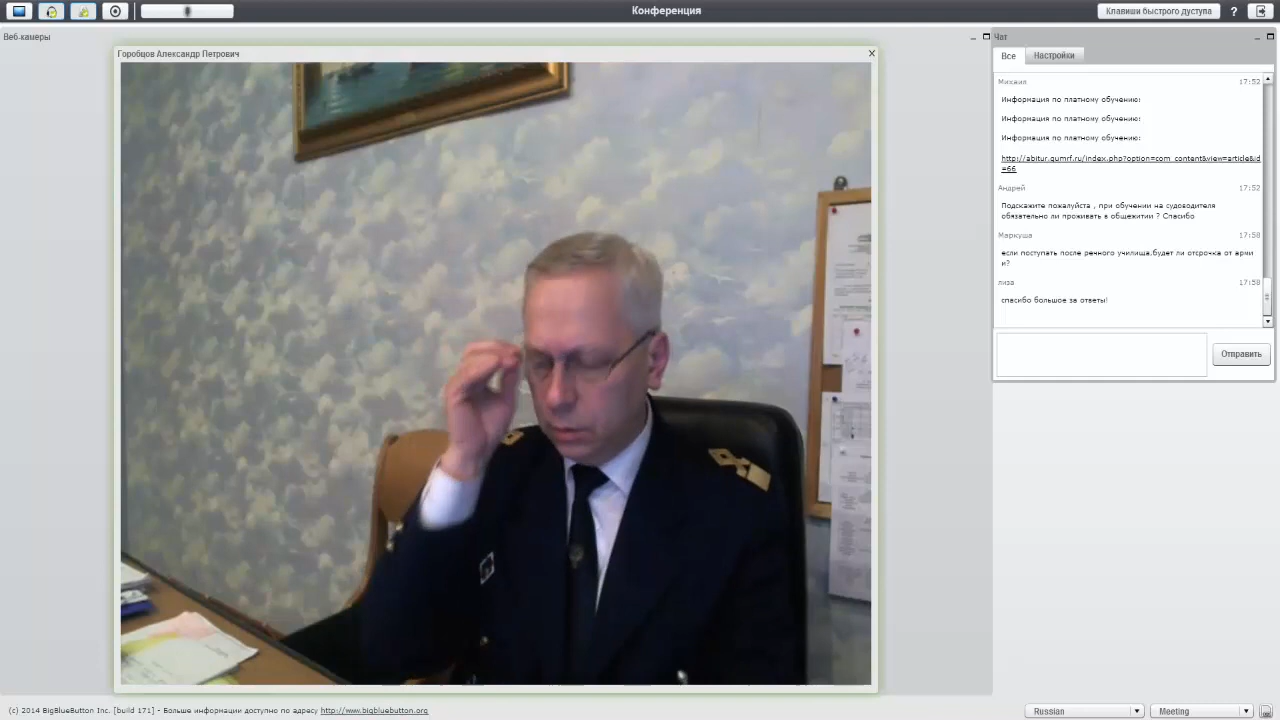 Конференция
Клавиши быстрого доступа
?
Веб-камеры
Горобцов Александр Петрович
X
Чат
Все
Настройки
Михаил 17:52
Информация по платному обучению:
Информация по платному обучению:
Информация по платному обучению:
http://abitur.gumrf.ru/index.php?option=com_content&view=article&id
=66
Андрей 17:52
Подскажите пожалуйста , при обучении на судоводителя
обязательно ли проживать в общежитии ? Спасибо
Маркуша 17:58
если поступать после речного училища,будет ли отсрочка от арми
и?
лиза 17:58
спасибо большое за ответы!
Отправить
(c) 2014 BigBlueButton Inc. [build 171] - Больше информации доступно по адресу http://www.bigbluebutton.org
Russian
Meeting